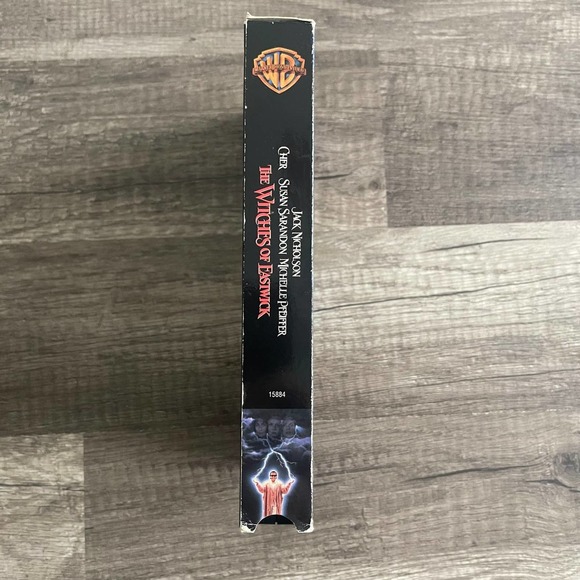 WB
JACK NICHOLSON
CHER SUSAN SARANDON MICHELLE PFEIFFER
THE WITCHES OF EASTWICK
15884